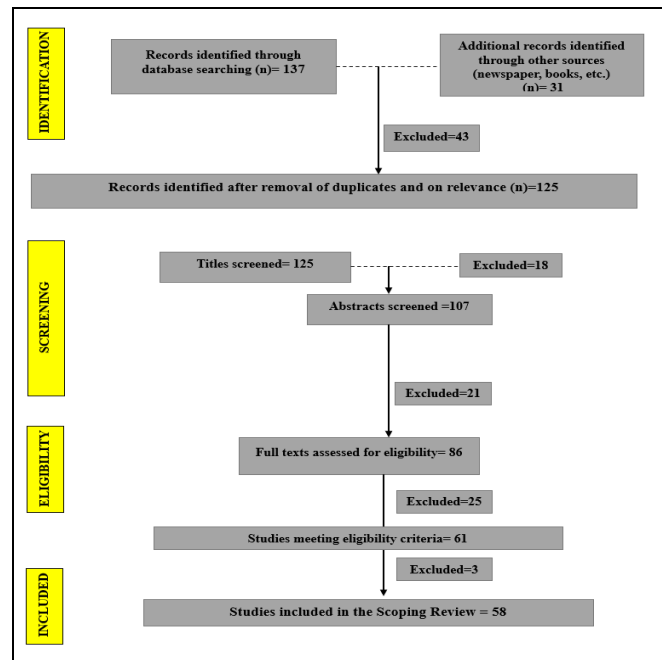 IDENTIFICATION
Records identified through
database searching (n)= 137
Additional records identified
through other sources
(newspaper, books, etc.)
(n)= 31
Excluded=43
Records identified after removal of duplicates and on relevance (n)=125
SCREENING
Titles screened= 125
Excluded=18
Abstracts screened =107
Excluded=21
ELIGIBILITY
Full texts assessed for eligibility= 86
Excluded=25
Studies meeting eligibility criteria= 61
Excluded=3
INCLUDED
Studies included in the Scoping Review = 58